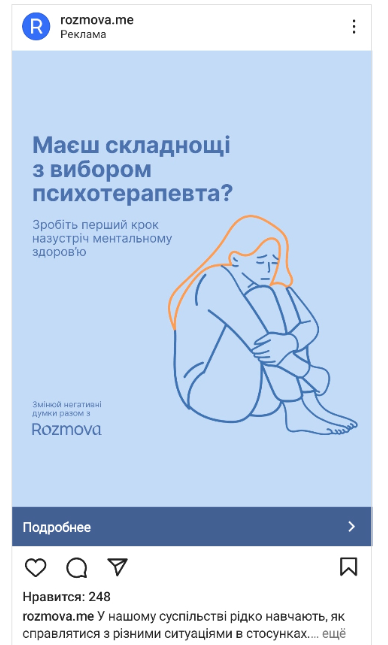 R
rozmova.me
Реклама
Маєш складнощі
з вибором
психотерапевта?
Зробіть перший крок
назустріч ментальному
здоров'ю
Змінюй негативні
думки разом з
Rozmova
Подробнее
Нравится: 248
rozmova.me У нашому суспільстві рідко навчають, як
справлятися з різними ситуаціями в стосунках.... ещё